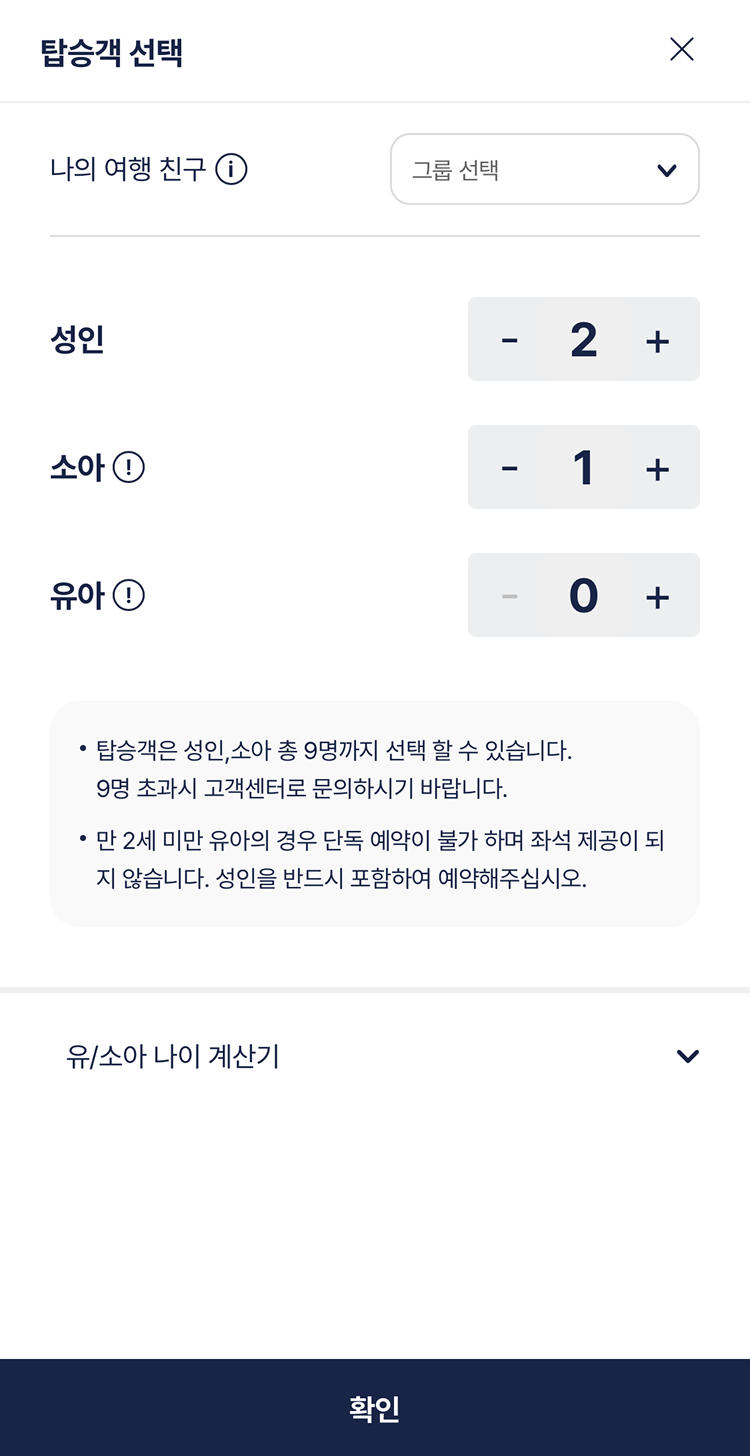 탑승객 선택
나의 여행 친구
그룹 선택
성인
- 2 +
소아
- 1 +
유아
- 0 +
• 탑승객은 성인,소아 총 9명까지 선택 할 수 있습니다.
9명 초과시 고객센터로 문의하시기 바랍니다.
• 만 2세 미만 유아의 경우 단독 예약이 불가 하며 좌석 제공이 되
지 않습니다. 성인을 반드시 포함하여 예약해주십시오.
유/소아 나이 계산기
확인